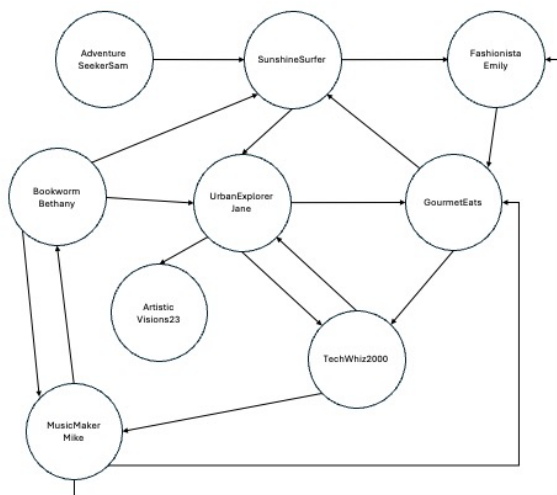 Adventure
SeekerSam
SunshineSurfer
Fashionista
Emily
Bookworm
Bethany
UrbanExplorer
Jane
GourmetEats
Artistic
Visions23
TechWhiz2000
MusicMaker
Mike